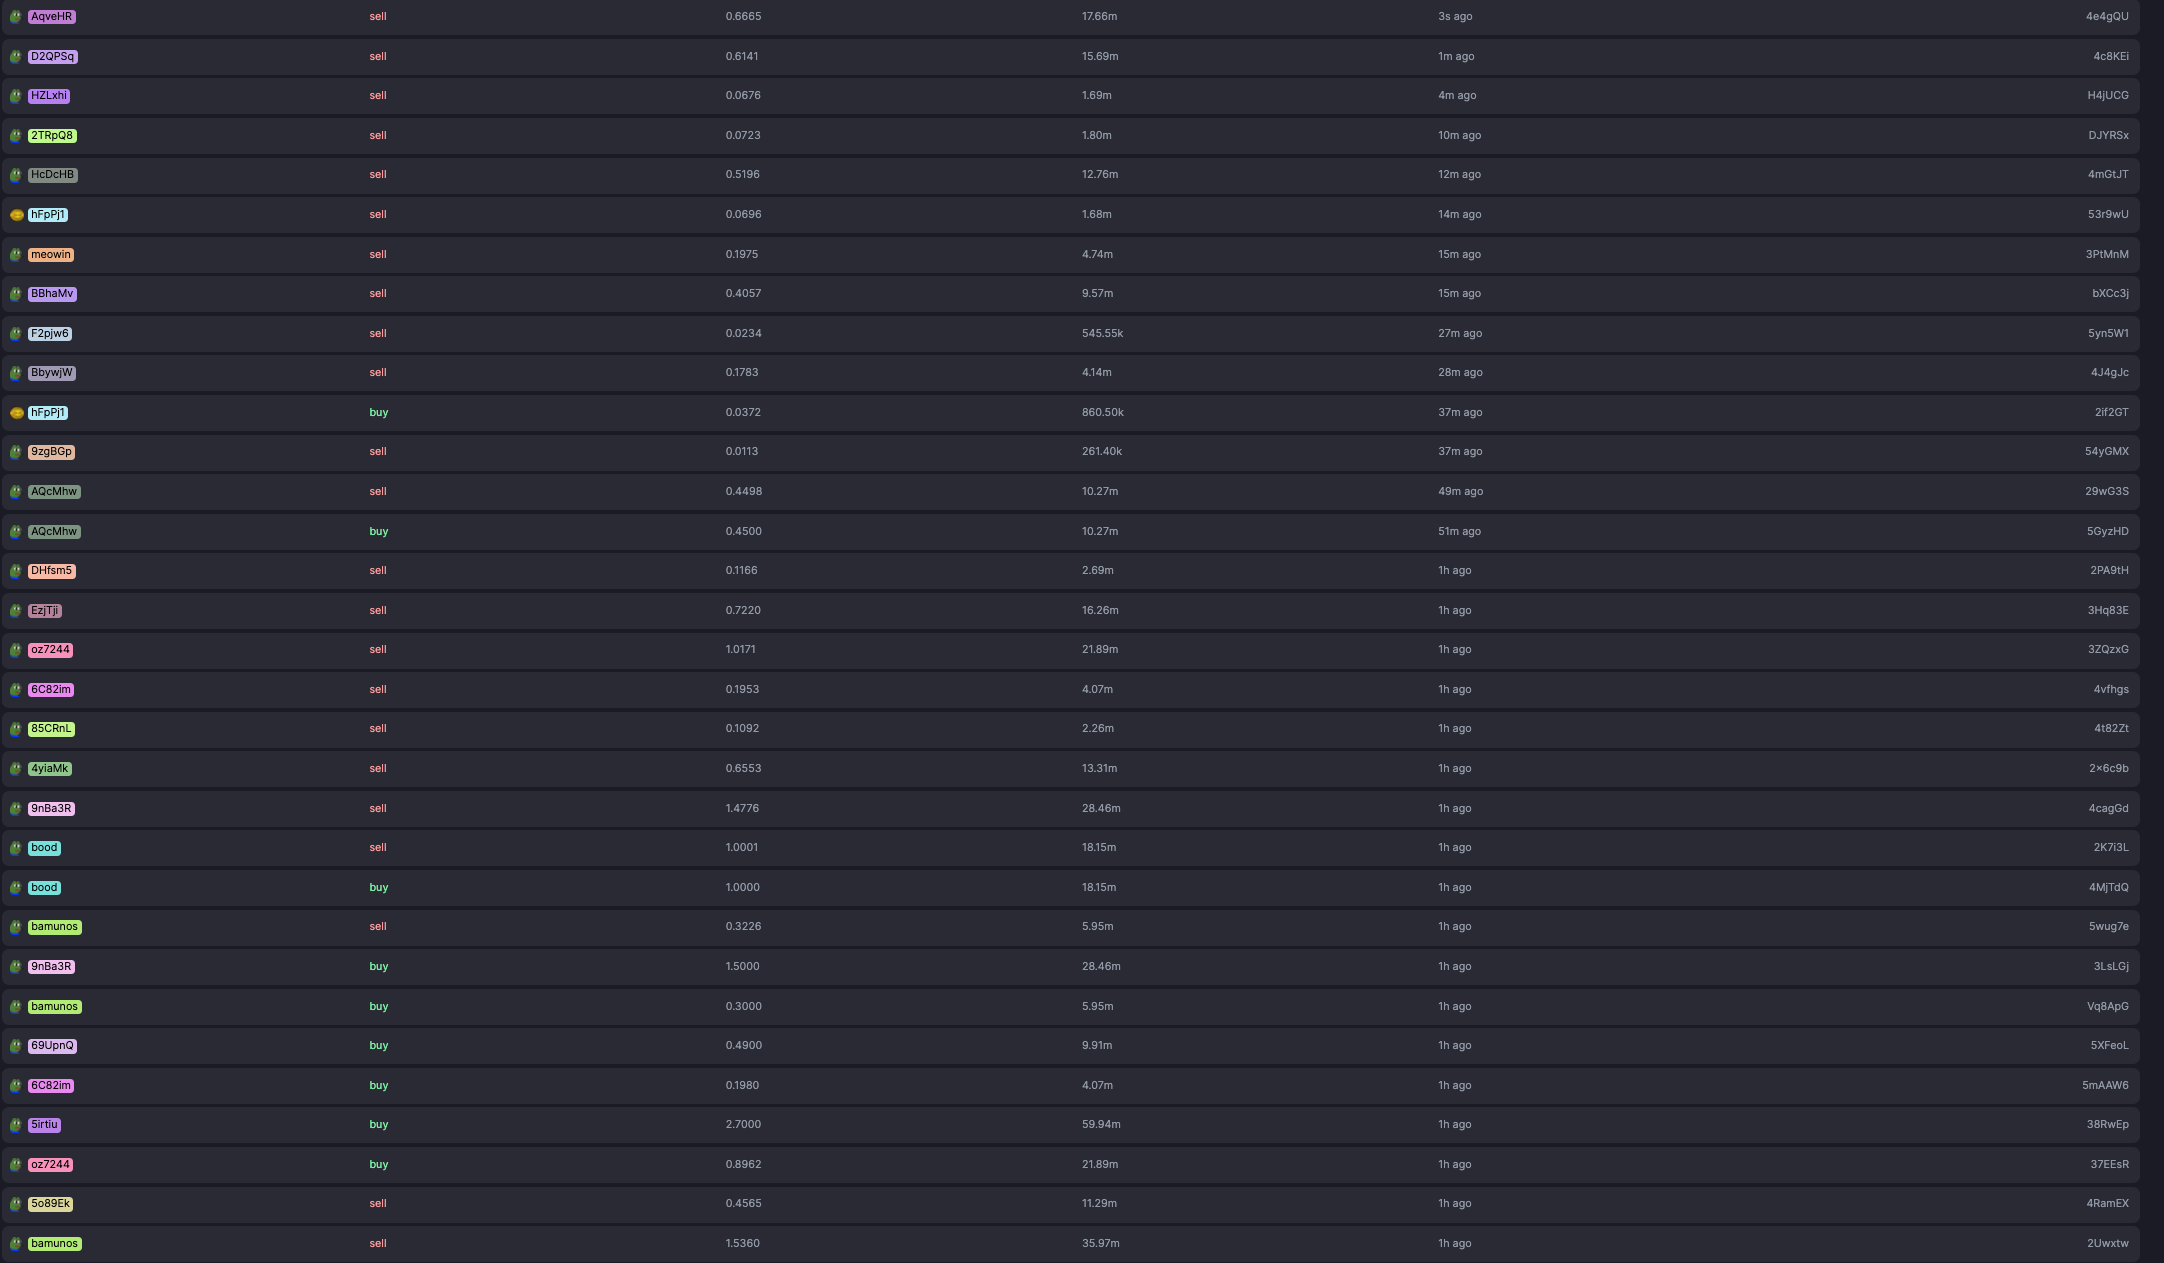 AqveHR sell 0.6665 17.66m 3s ago 4e4gQU
D2QPSq sell 0.6141 15.69m 1m ago 4c8KEi
HZLxhi sell 0.0676 1.69m 4m ago H4jUCG
2TRpQ8 sell 0.0723 1.80m 10m ago DJYRSx
HcDcHB sell 0.5196 12.76m 12m ago 4mGtJT
hFpPj1 sell 0.0696 1.68m 14m ago 53r9wU
meowin sell 0.1975 4.74m 15m ago 3PtMnM
BBhaMv sell 0.4057 9.57m 15m ago bXCc3j
F2pjw6 sell 0.0234 545.55k 27m ago 5yn5W1
BbywjW sell 0.1783 4.14m 28m ago 4J4gJc
hFpPj1 buy 0.0372 860.50k 37m ago 2if2GT
9zgBGp sell 0.0113 261.40k 37m ago 54yGMX
AQcMhw sell 0.4498 10.27m 49m ago 29wG3S
AQcMhw buy 0.4500 10.27m 51m ago 5GyzHD
DHfsm5 sell 0.1166 2.69m 1h ago 2PA9tH
EzjTji sell 0.7220 16.26m 1h ago 3Hq83E
oz7244 sell 1.0171 21.89m 1h ago 3ZQzxG
6C82im sell 0.1953 4.07m 1h ago 4vfhgs
85CRnL sell 0.1092 2.26m 1h ago 4t82Zt
4yiaMk sell 0.6553 13.31m 1h ago 2×6c9b
9nBa3R sell 1.4776 28.46m 1h ago 4cagGd
bood sell 1.0001 18.15m 1h ago 2K7i3L
bood buy 1.0000 18.15m 1h ago 4MjTdQ
bamunos sell 0.3226 5.95m 1h ago 5wug7e
9nBa3R buy 1.5000 28.46m 1h ago 3LsLGj
bamunos buy 0.3000 5.95m 1h ago Vq8ApG
69UpnQ buy 0.4900 9.91m 1h ago 5XFeoL
6C82im buy 0.1980 4.07m 1h ago 5mAAW6
5irtiu buy 2.7000 59.94m 1h ago 38RwEp
oz7244 buy 0.8962 21.89m 1h ago 37EEsR
5o89Ek sell 0.4565 11.29m 1h ago 4RamEX
bamunos sell 1.5360 35.97m 1h ago 2Uwxtw